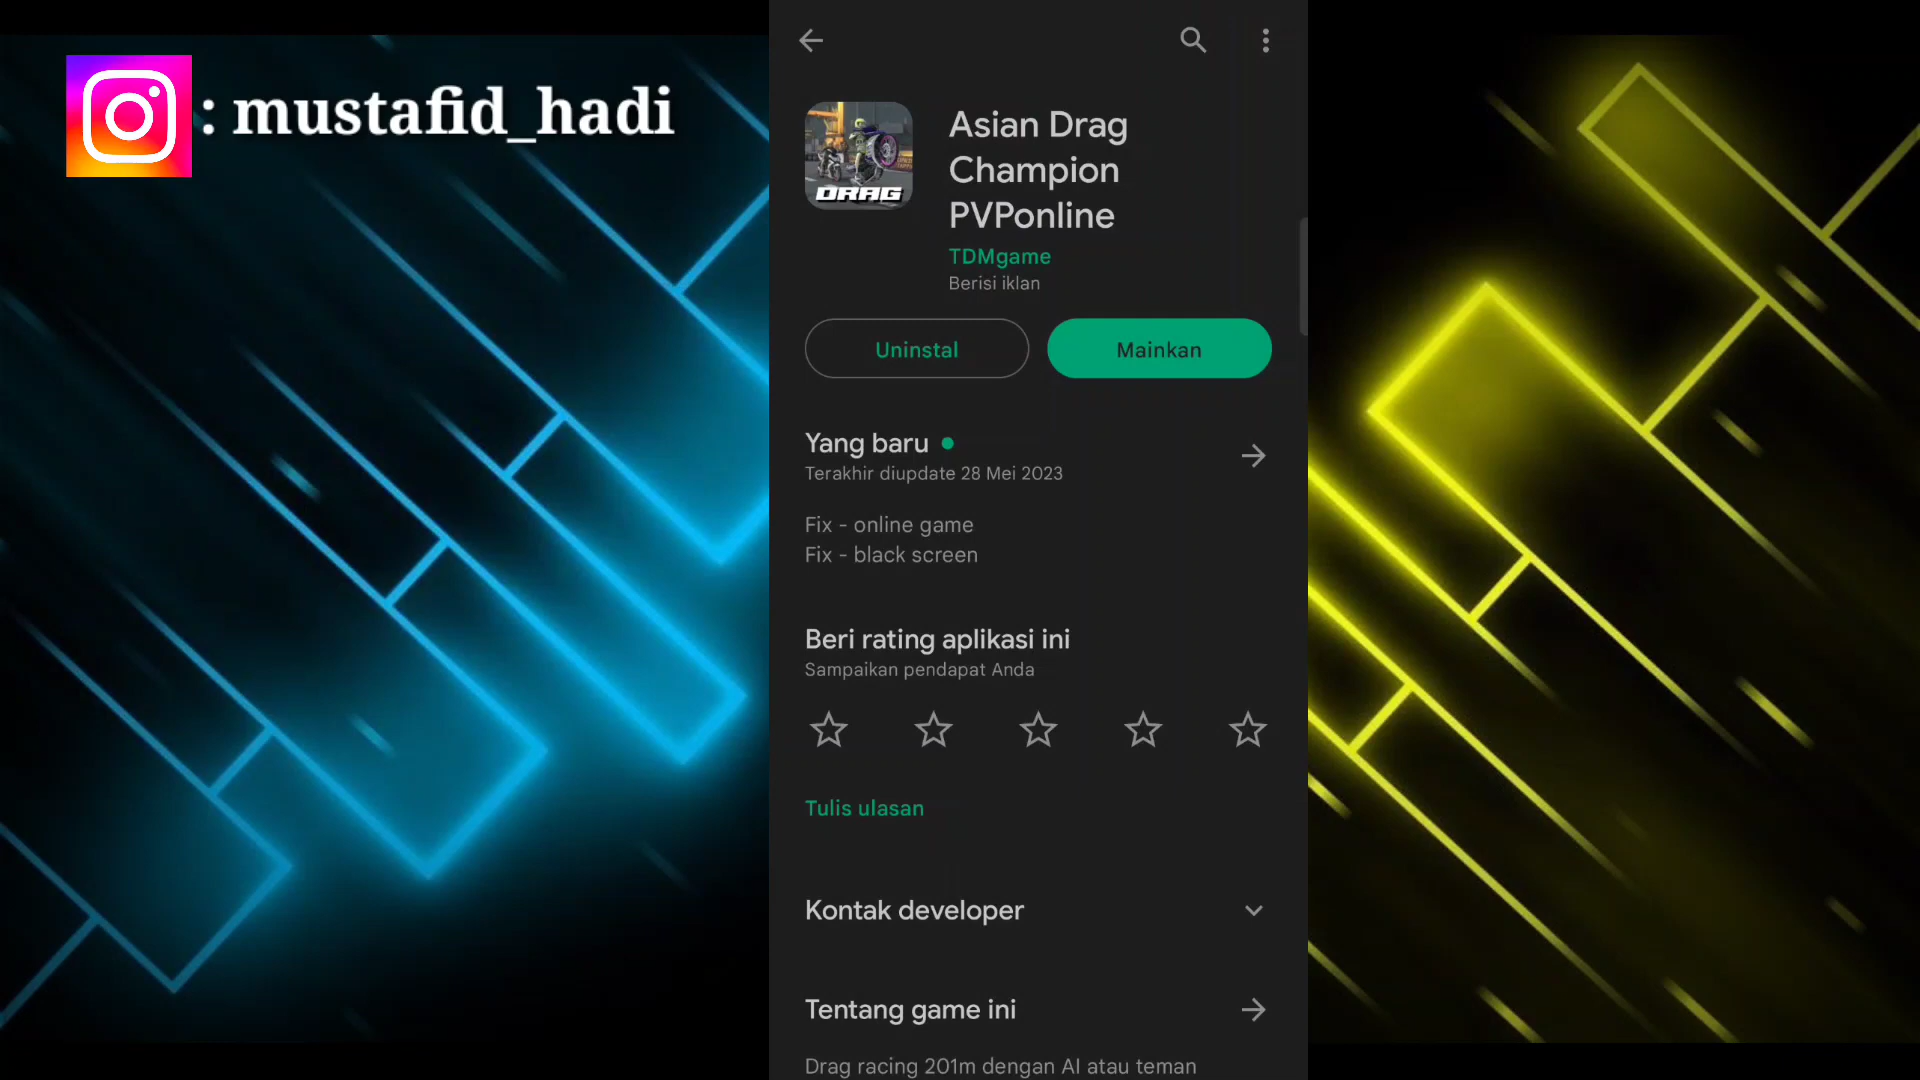 : mustafid_hadi
DRAG
Asian Drag
Champion
PVPonline
TDMgame
Berisi iklan
Uninstal
Mainkan
Yang baru
Terakhir diupdate 28 Mei 2023
Fix - online game
Fix - black screen
Beri rating aplikasi ini
Sampaikan pendapat Anda
Tulis ulasan
Kontak developer
Tentang game ini
Drag racing 201m dengan AI atau teman